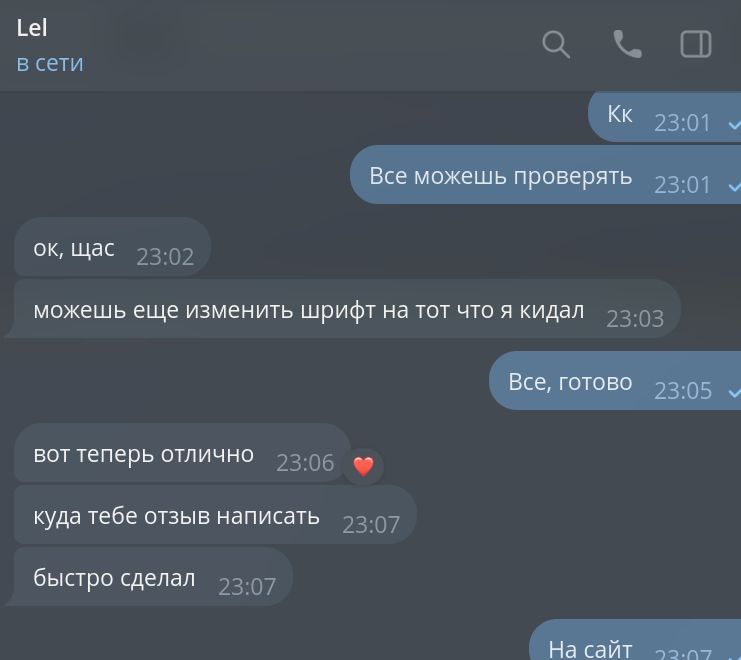 Lel
в сети
Кк 23:01
Все можешь проверять 23:01
ок, щас 23:02
можешь еще изменить шрифт на тот что я кидал 23:03
Все, готово 23:05
вот теперь отлично 23:06
куда тебе отзыв написать 23:07
быстро сделал 23:07
На сайт 23:07